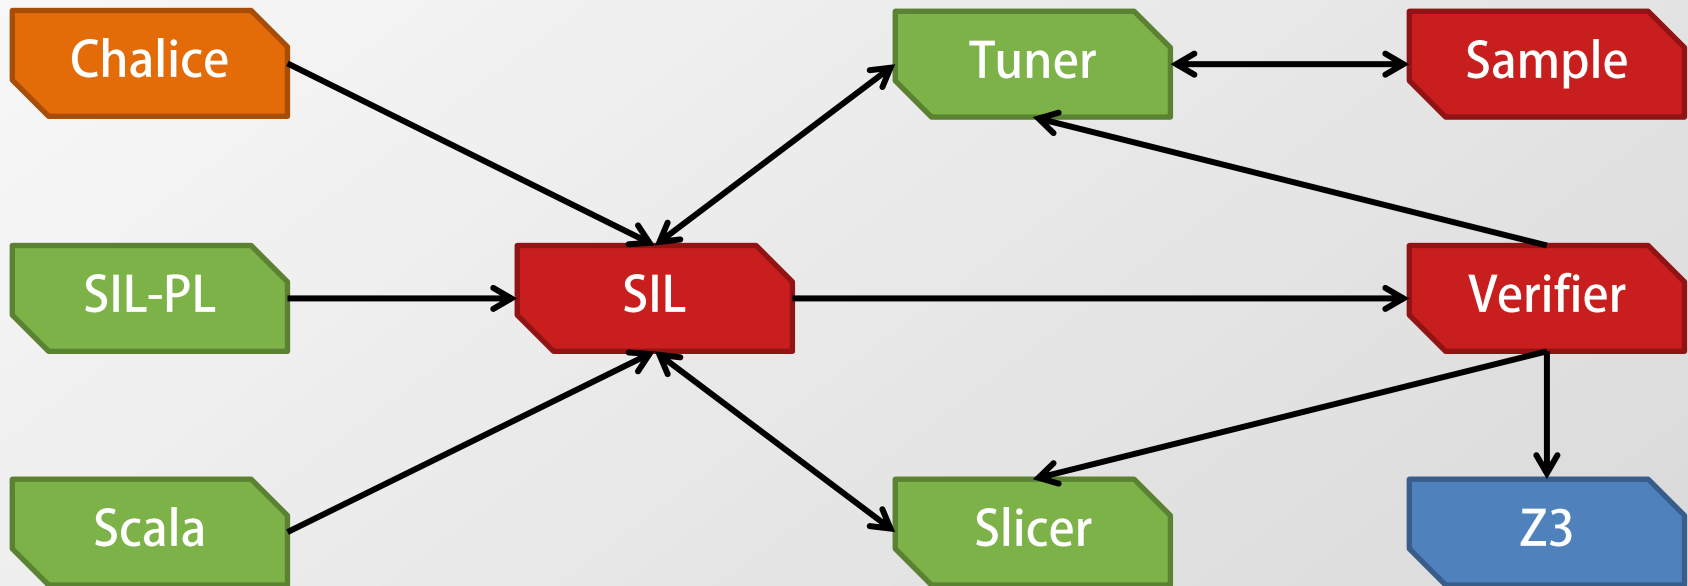 Chalice
Tuner
Sample
SIL-PL
SIL
Verifier
Scala
Slicer
Z3